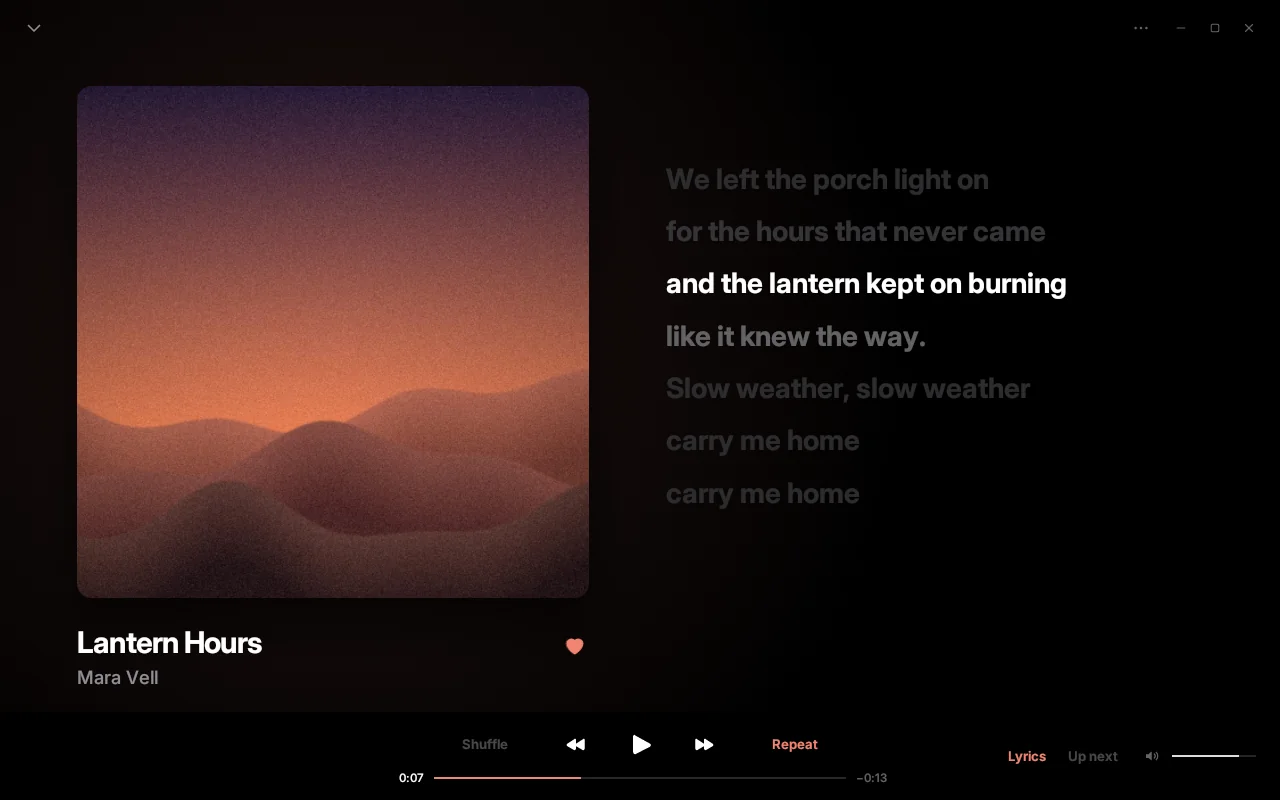 We left the porch light on
for the hours that never came
and the lantern kept on burning
like it knew the way.
Slow weather, slow weather
carry me home
carry me home
Lantern Hours
Mara Vell
Shuffle
Repeat
0:07
−0:13
Lyrics
Up next